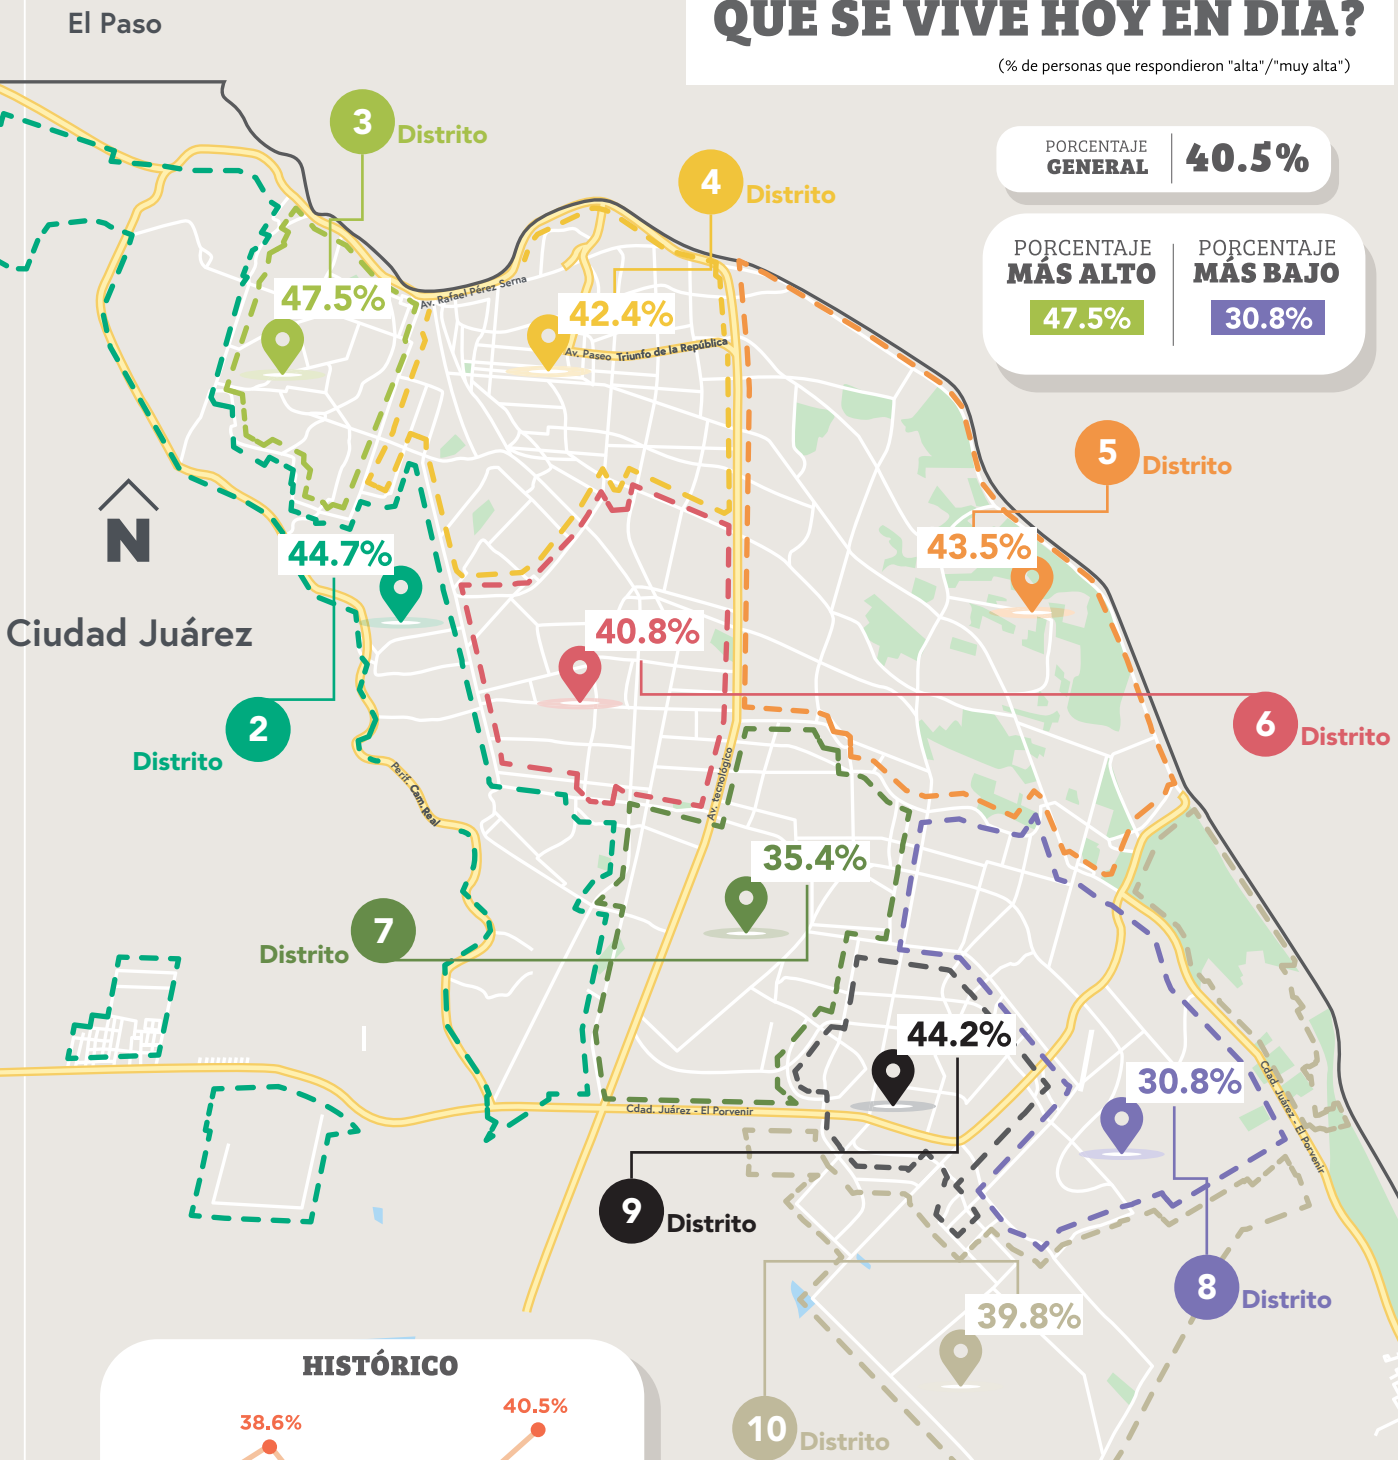 El Paso
QUE SE VIVE HOY EN DÍA?
(% de personas que respondieron "alta"/"muy alta")
3 Distrito
4 Distrito
PORCENTAJE
GENERAL
40.5%
PORCENTAJE
MÁS ALTO
47.5%
PORCENTAJE
MÁS BAJO
30.8%
47.5%
Av. Rafael Pérez Serna
42.4%
Av. Paseo Triunfo de la República
5 Distrito
43.5%
N
44.7%
Ciudad Juárez
40.8%
2
Distrito
6 Distrito
Perif. Cam. Real
Av. tecnológico
35.4%
7
Distrito
44.2%
30.8%
Cdad. Juárez - El Porvenir
Cdad. Juárez - El Porvenir
9 Distrito
8 Distrito
39.8%
10 Distrito
HISTÓRICO
38.6%
40.5%